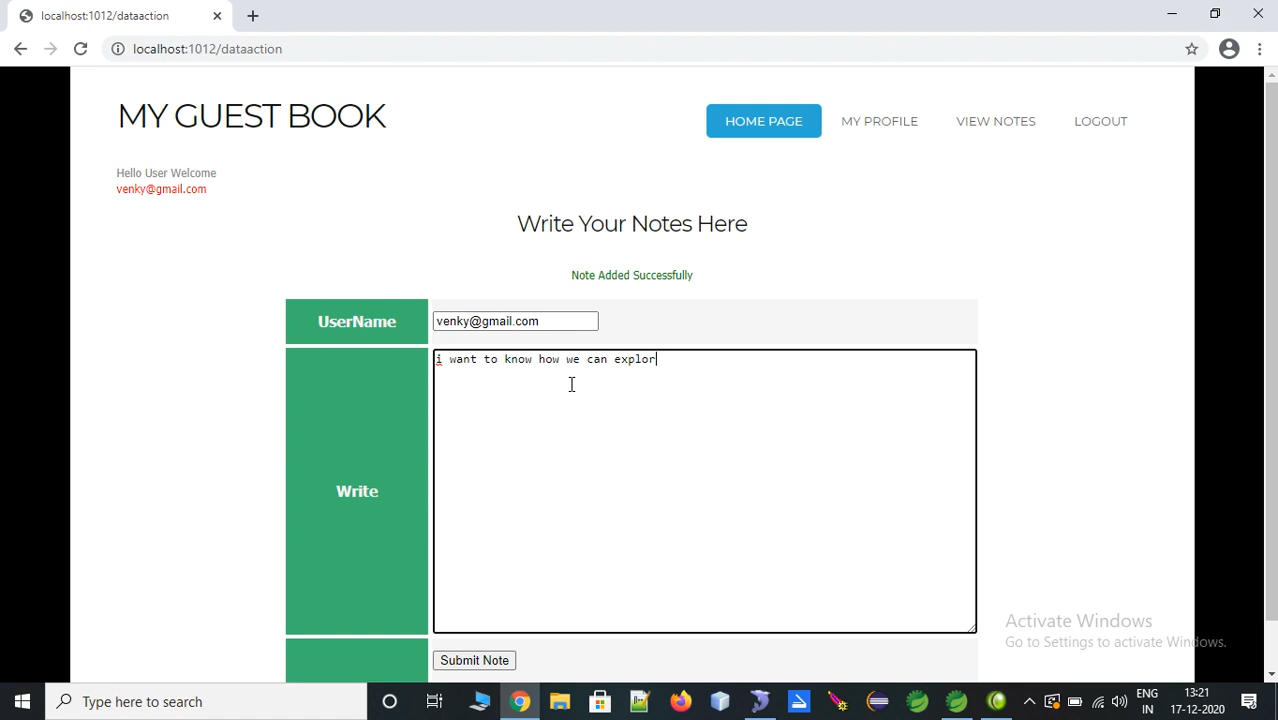 localhost:1012/dataaction
localhost:1012/dataaction
MY GUEST BOOK
HOME PAGE MY PROFILE VIEW NOTES LOGOUT
Hello User Welcome
venky@gmail.com
Write Your Notes Here
Note Added Successfully
UserName venky@gmail.com
i want to know how we can explor
Write
Submit Note
Activate Windows
Go to Settings to activate Windows.
Type here to search
ENG 13:21
IN 17-12-2020